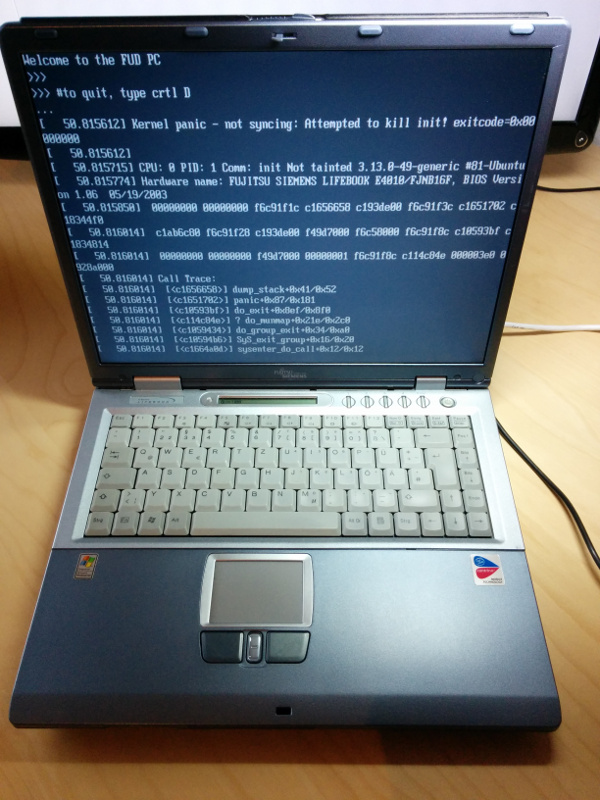 Welcome to the FUD PC
>>>
>>> #to quit, type crtl D
...
[   50.815612] Kernel panic - not syncing: Attempted to kill init! exitcode=0x00
000000
[   50.815612]
[   50.815715] CPU: 0 PID: 1 Comm: init Not tainted 3.13.0-49-generic #81-Ubuntu
[   50.815774] Hardware name: FUJITSU SIEMENS LIFEBOOK E4010/FJNB16F, BIOS Versi
on 1.06  05/19/2003
[   50.815850]  00000000 00000000 f6c91f1c c1656658 c193de00 f6c91f3c c1651702 c
18344f0
[   50.816014]  c1ab6c80 f6c91f28 c193de00 f49d7000 f6c58000 f6c91f8c c10593bf c
1834814
[   50.816014]  00000000 00000000 f49d7000 00000001 f6c91f8c c114c84e 000003e0 0
928a000
[   50.816014] Call Trace:
[   50.816014]  [<c1656658>] dump_stack+0x41/0x52
[   50.816014]  [<c1651702>] panic+0x87/0x181
[   50.816014]  [<c10593bf>] do_exit+0x8ef/0x8f0
[   50.816014]  [<c114c84e>] ? do_munmap+0x21e/0x2c0
[   50.816014]  [<c1059434>] do_group_exit+0x34/0xa0
[   50.816014]  [<c10594b6>] SyS_exit_group+0x16/0x20
[   50.816014]  [<c1664a0d>] sysenter_do_call+0x12/0x12
FUJITSU
SIEMENS
Q W E R T Z U I O P Ü
A S D F G H J K L Ö Ä
Y X C V B N M
Strg
Alt
Alt Gr